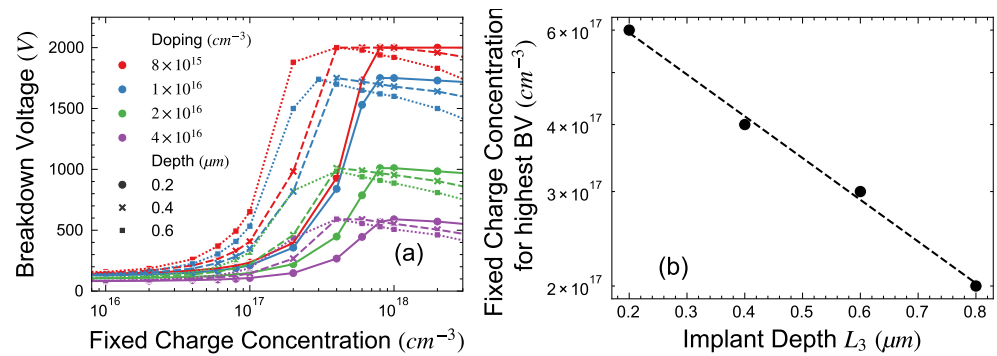 Breakdown Voltage (V)
2000
1500
1000
500
0
Doping (cm⁻³)
8×10¹⁵
1×10¹⁶
2×10¹⁶
4×10¹⁶
Depth (μm)
0.2
0.4
0.6
(a)
10¹⁶
10¹⁷
10¹⁸
Fixed Charge Concentration (cm⁻³)
Fixed Charge Concentration
for highest BV (cm⁻³)
6×10¹⁷
4×10¹⁷
3×10¹⁷
2×10¹⁷
(b)
0.2
0.3
0.4
0.5
0.6
0.7
0.8
Implant Depth L₃ (μm)